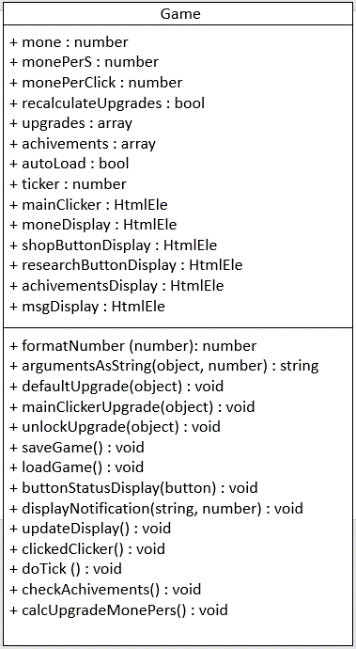 Game
+ mone : number
+ monePerS : number
+ monePerClick : number
+ recalculateUpgrades : bool
+ upgrades : array
+ achivements : array
+ autoLoad : bool
+ ticker : number
+ mainClicker : HtmlEle
+ moneDisplay : HtmlEle
+ shopButtonDisplay : HtmlEle
+ researchButtonDisplay : HtmlEle
+ achivementsDisplay : HtmlEle
+ msgDisplay : HtmlEle
+ formatNumber (number): number
+ argumentsAsString(object, number) : string
+ defaultUpgrade(object) : void
+ mainClickerUpgrade(object) : void
+ unlockUpgrade(object) : void
+ saveGame() : void
+ loadGame() : void
+ buttonStatusDisplay(button) : void
+ displayNotification(string, number) : void
+ updateDisplay() : void
+ clickedClicker() : void
+ doTick () : void
+ checkAchivements() : void
+ calcUpgradeMonePers() : void